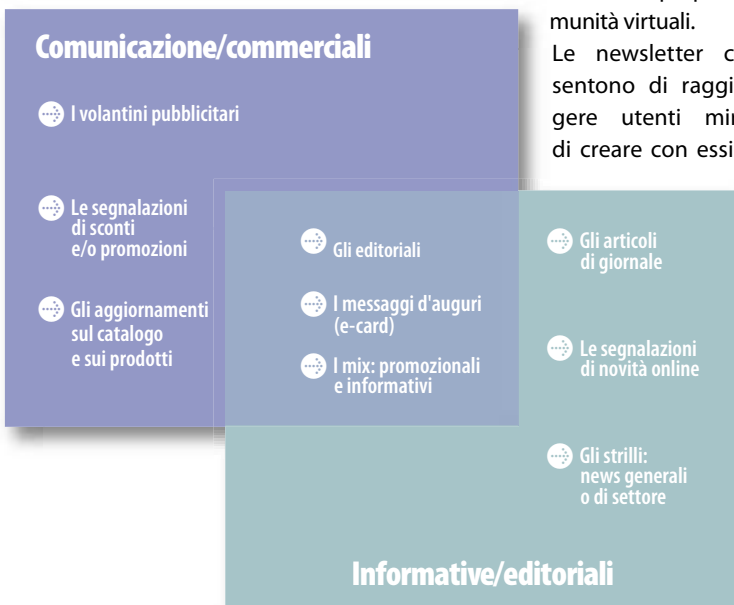 munità virtuali.
Le newsletter
sentono di
gere utenti
di creare con essi
Comunicazione/commerciali
I volantini pubblicitari
Le segnalazioni
di sconti
e/o promozioni
Gli aggiornamenti
sul catalogo
e sui prodotti
Gli editoriali
I messaggi d'auguri
(e-card)
I mix: promozionali
e informativi
Gli articoli
di giornale
Le segnalazioni
di novità online
Gli strilli:
news generali
o di settore
Informative/editoriali